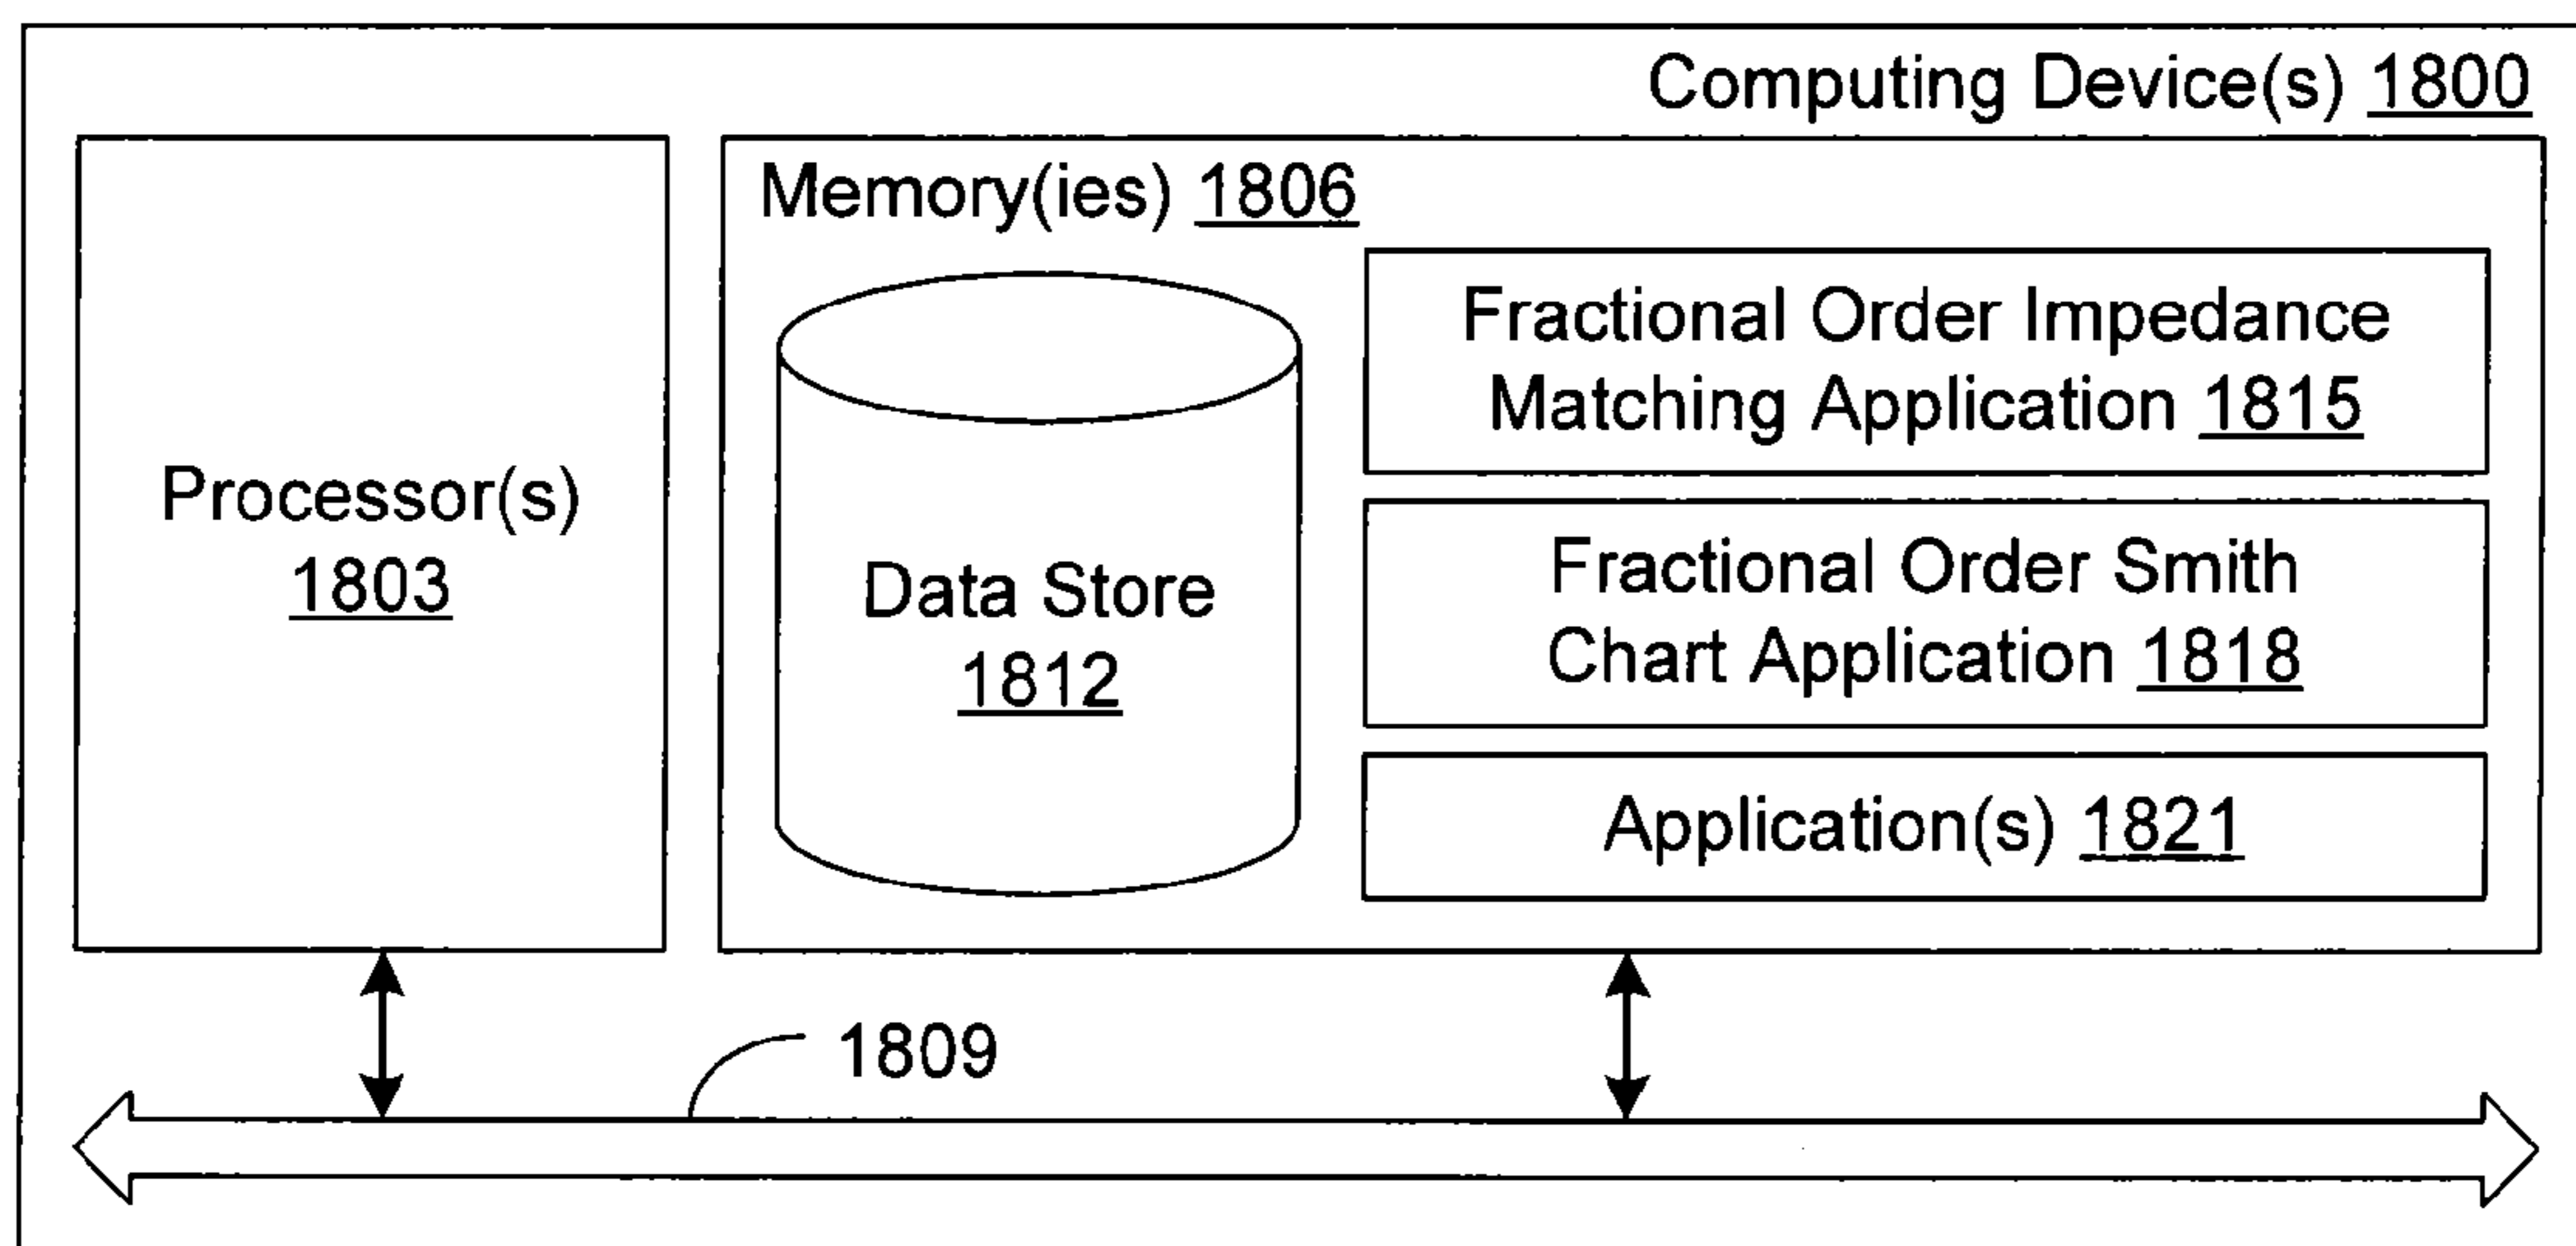 Computing Device(s) 1800
Memory(ies) 1806
Processor(s)
1803
Data Store
1812
Fractional Order Impedance
Matching Application 1815
Fractional Order Smith
Chart Application 1818
Application(s) 1821
1809